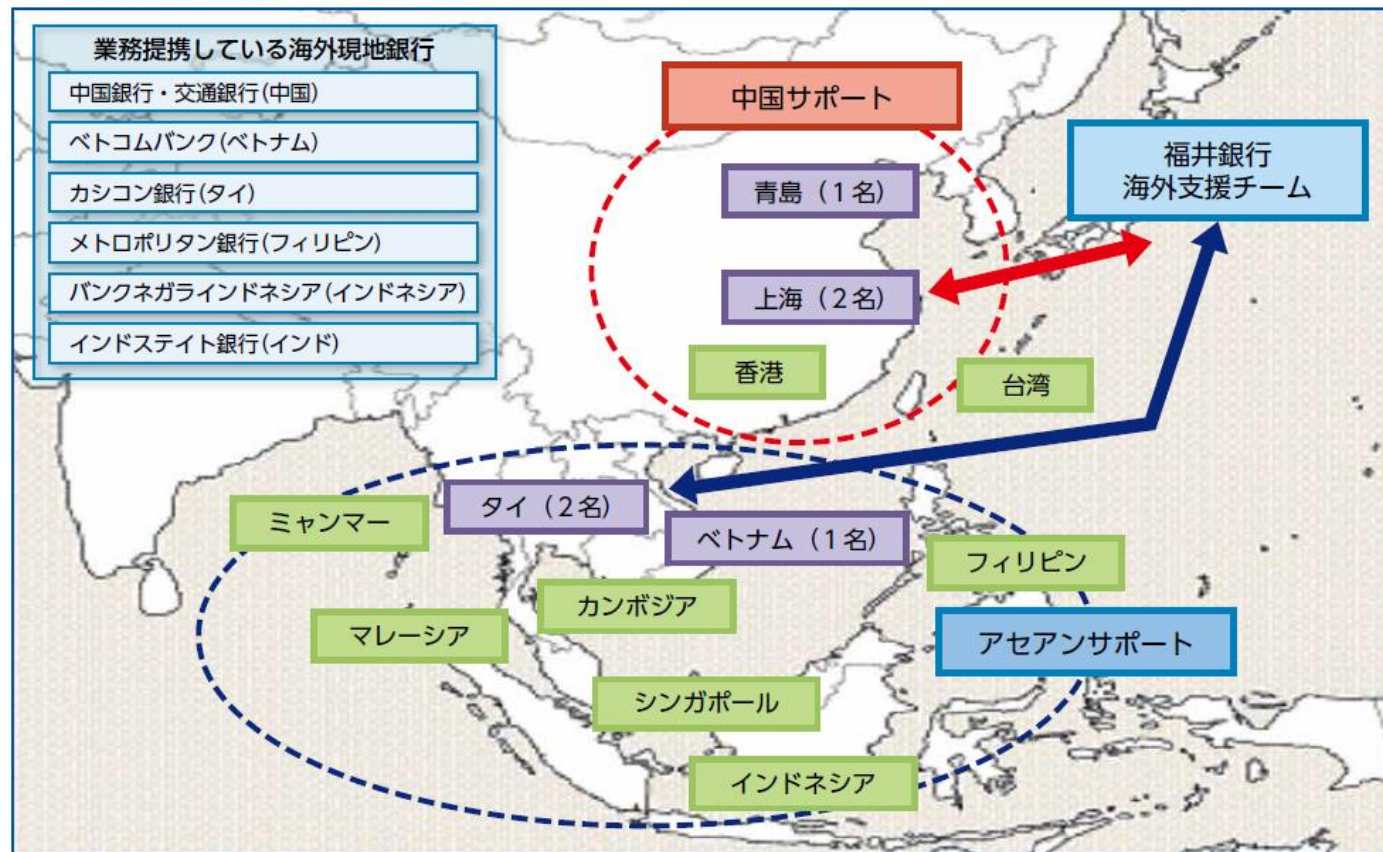 業務提携している海外現地銀行
中国銀行・交通銀行(中国)
ベトコムバンク(ベトナム)
カシコン銀行(タイ)
メトロポリタン銀行(フィリピン)
バンクネガラインドネシア(インドネシア)
インドステイト銀行(インド)
中国サポート
福井銀行
海外支援チーム
青島(1名)
上海(2名)
香港
台湾
タイ(2名)
ミャンマー
ベトナム(1名)
フィリピン
カンボジア
マレーシア
アセアンサポート
シンガポール
インドネシア